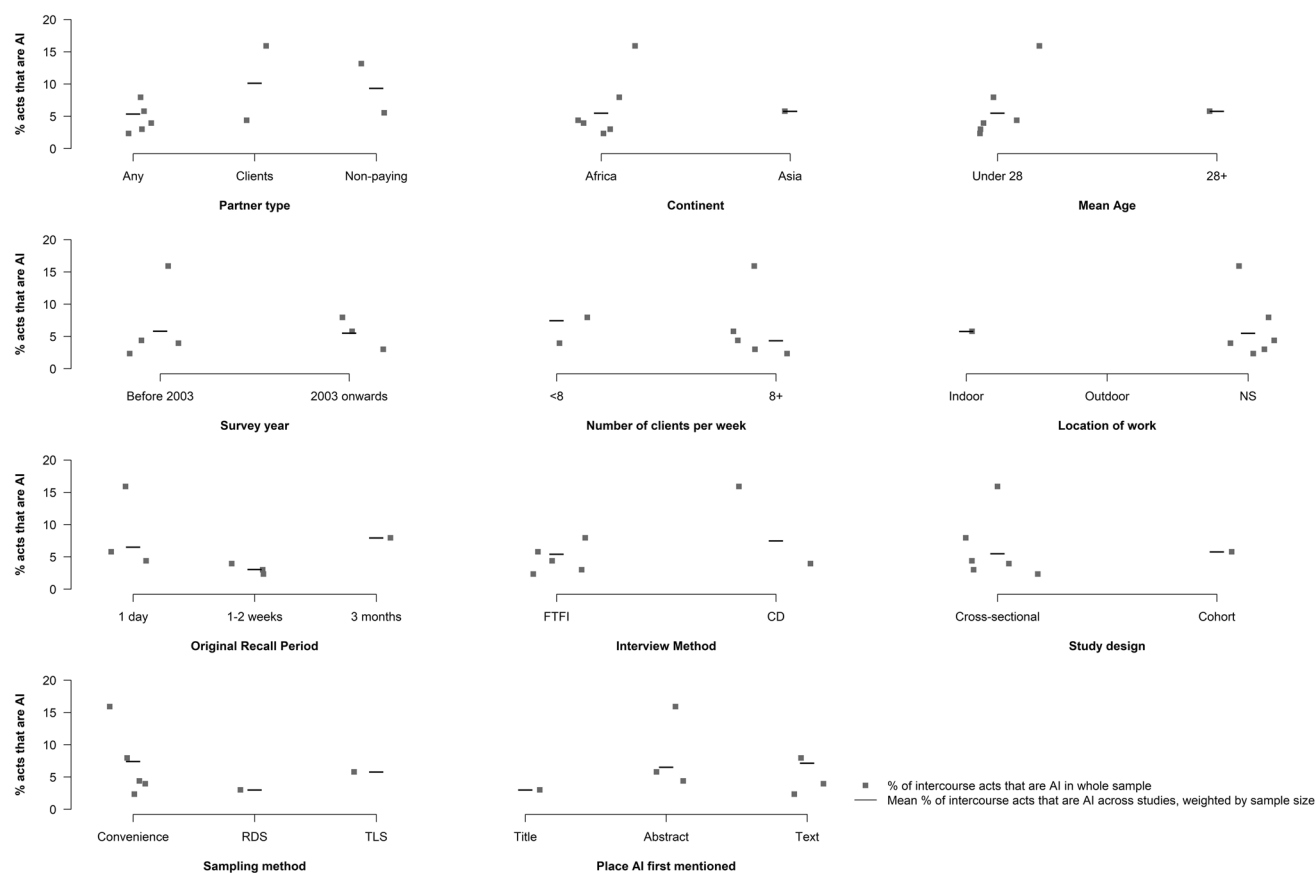 % acts that are AI
20
15
10
5
0
Any Clients Non-paying
Partner type
Africa Asia
Continent
Under 28 28+
Mean Age
% acts that are AI
20
15
10
5
0
Before 2003 2003 onwards
Survey year
<8 8+
Number of clients per week
Indoor Outdoor NS
Location of work
% acts that are AI
20
15
10
5
0
1 day 1-2 weeks 3 months
Original Recall Period
FTFI CD
Interview Method
Cross-sectional Cohort
Study design
% acts that are AI
20
15
10
5
0
Convenience RDS TLS
Sampling method
Title Abstract Text
Place AI first mentioned
% of intercourse acts that are AI in whole sample
Mean % of intercourse acts that are AI across studies, weighted by sample size